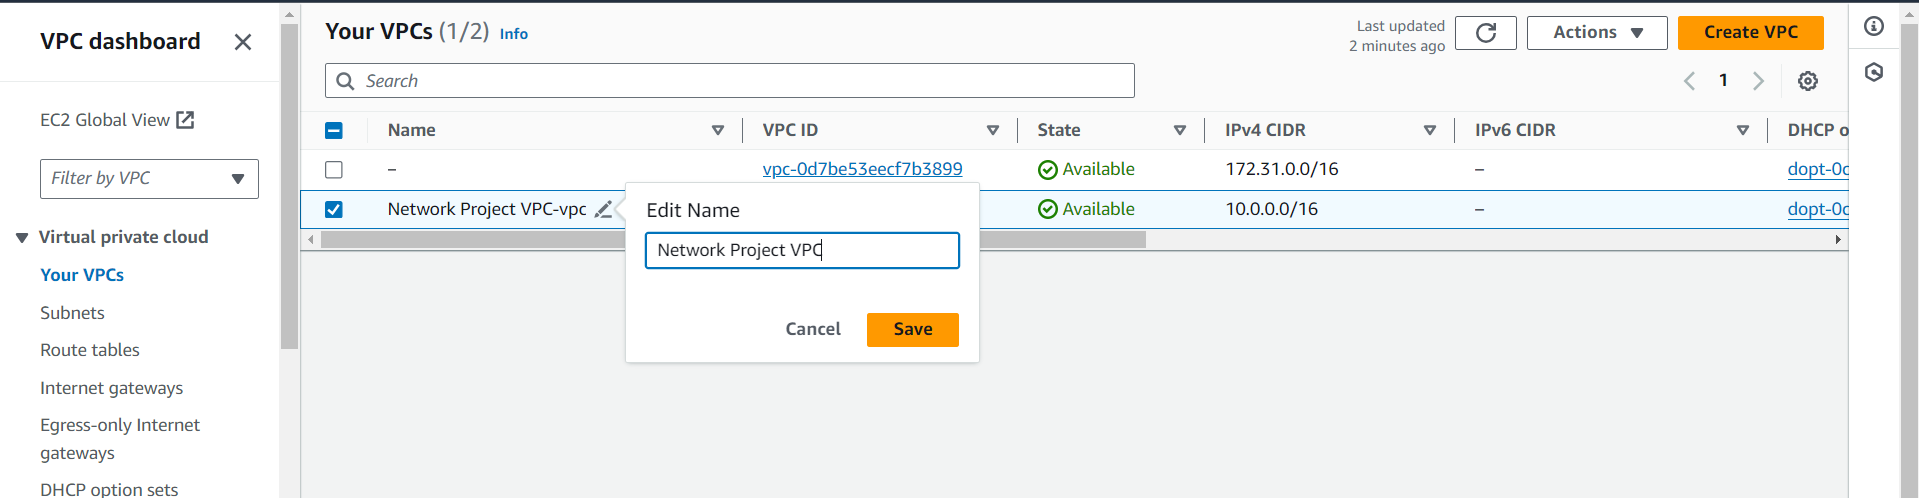 VPC dashboard
EC2 Global View
Filter by VPC
Virtual private cloud
Your VPCs
Subnets
Route tables
Internet gateways
Egress-only Internet
gateways
DHCP option sets
Your VPCs (1/2) Info
Last updated
2 minutes ago
Actions
Create VPC
Search
1
Name VPC ID State IPv4 CIDR IPv6 CIDR DHCP o
– vpc-0d7be53eecf7b3899 Available 172.31.0.0/16 – dopt-0c
Network Project VPC-vpc Available 10.0.0.0/16 – dopt-0c
Edit Name
Network Project VPC
Cancel Save